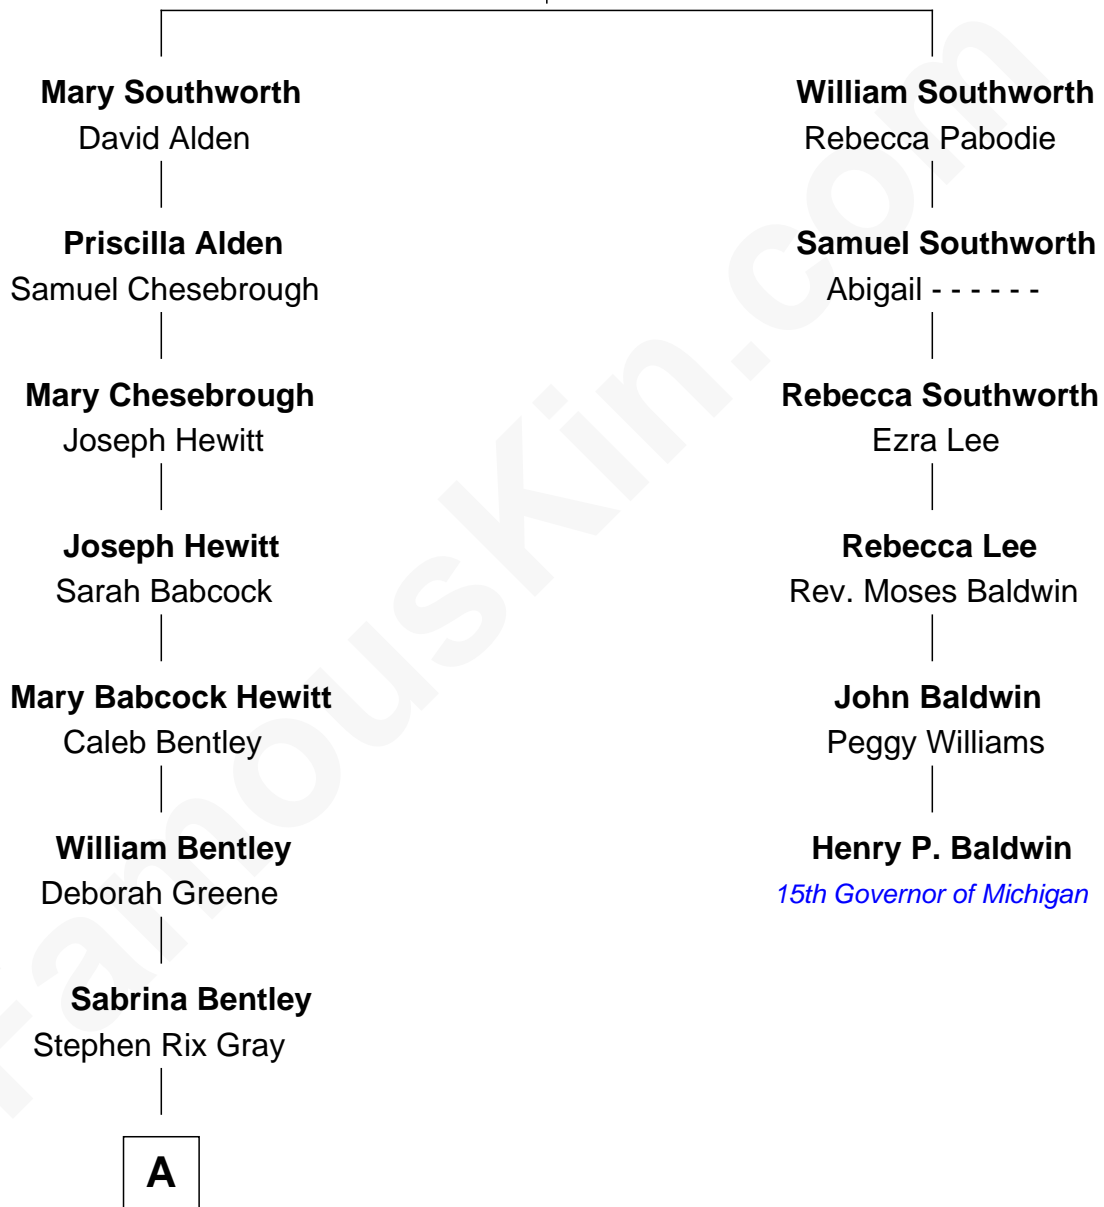 Mary Southworth
David Alden
William Southworth
Rebecca Pabodie
Priscilla Alden
Samuel Chesebrough
Samuel Southworth
Abigail - - - - - -
Mary Chesebrough
Joseph Hewitt
Rebecca Southworth
Ezra Lee
Joseph Hewitt
Sarah Babcock
Rebecca Lee
Rev. Moses Baldwin
Mary Babcock Hewitt
Caleb Bentley
John Baldwin
Peggy Williams
William Bentley
Deborah Greene
Henry P. Baldwin
15th Governor of Michigan
Sabrina Bentley
Stephen Rix Gray
A
FamousKin.com